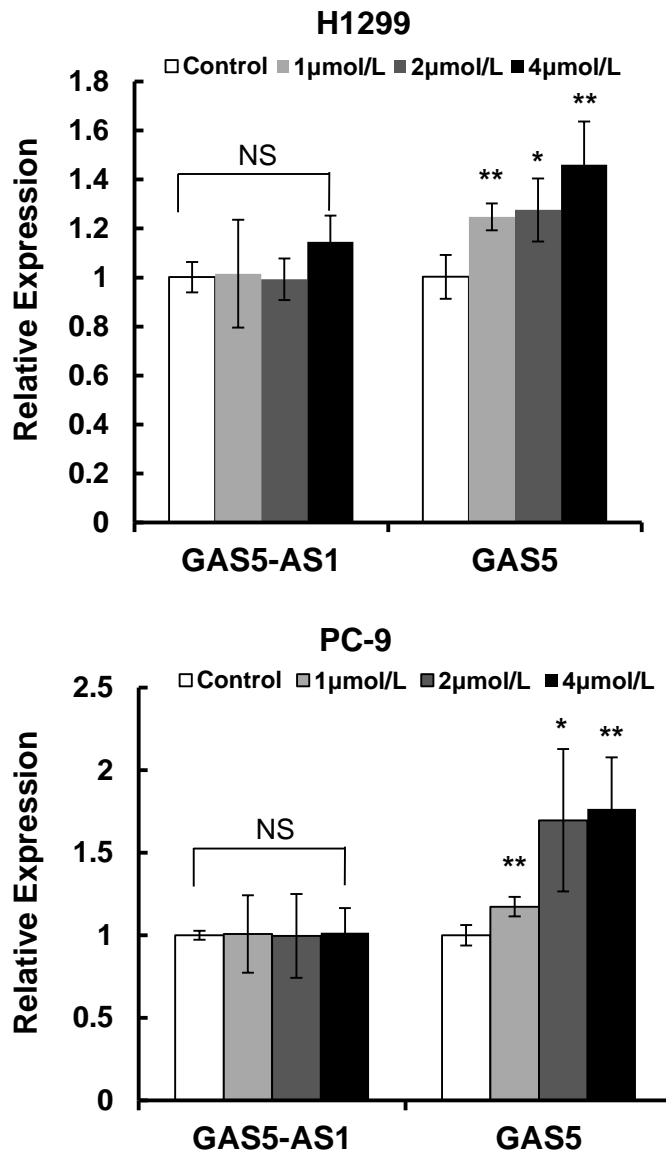 H1299
Control 1µmol/L 2µmol/L 4µmol/L
1.8
1.6
1.4
1.2
1
0.8
0.6
0.4
0.2
0
Relative Expression
NS
**
*
**
GAS5-AS1 GAS5
PC-9
Control 1µmol/L 2µmol/L 4µmol/L
2.5
2
1.5
1
0.5
0
Relative Expression
NS
**
*
**
GAS5-AS1 GAS5